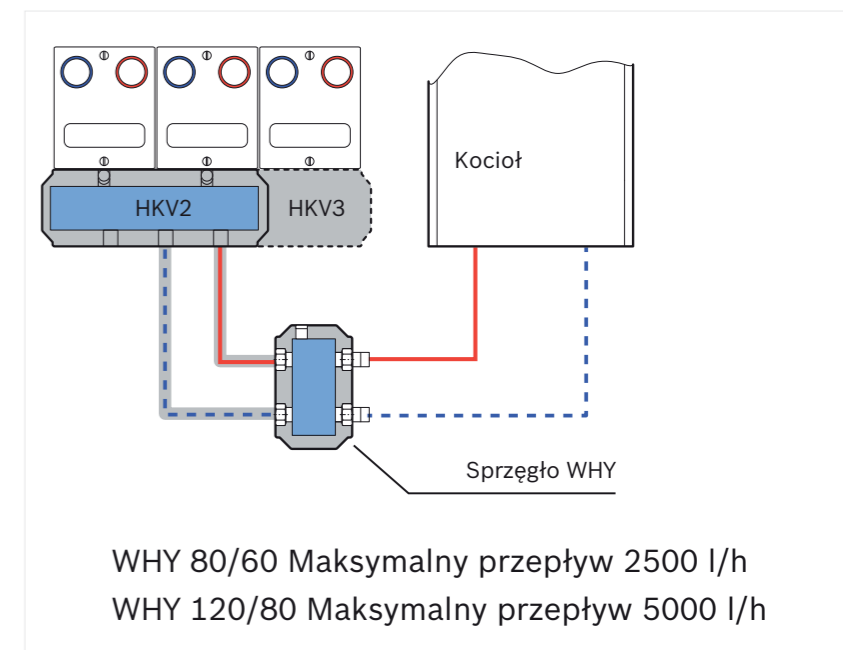 Kocioł
HKV2
HKV3
Sprzęgło WHY
WHY 80/60 Maksymalny przepływ 2500 l/h
WHY 120/80 Maksymalny przepływ 5000 l/h